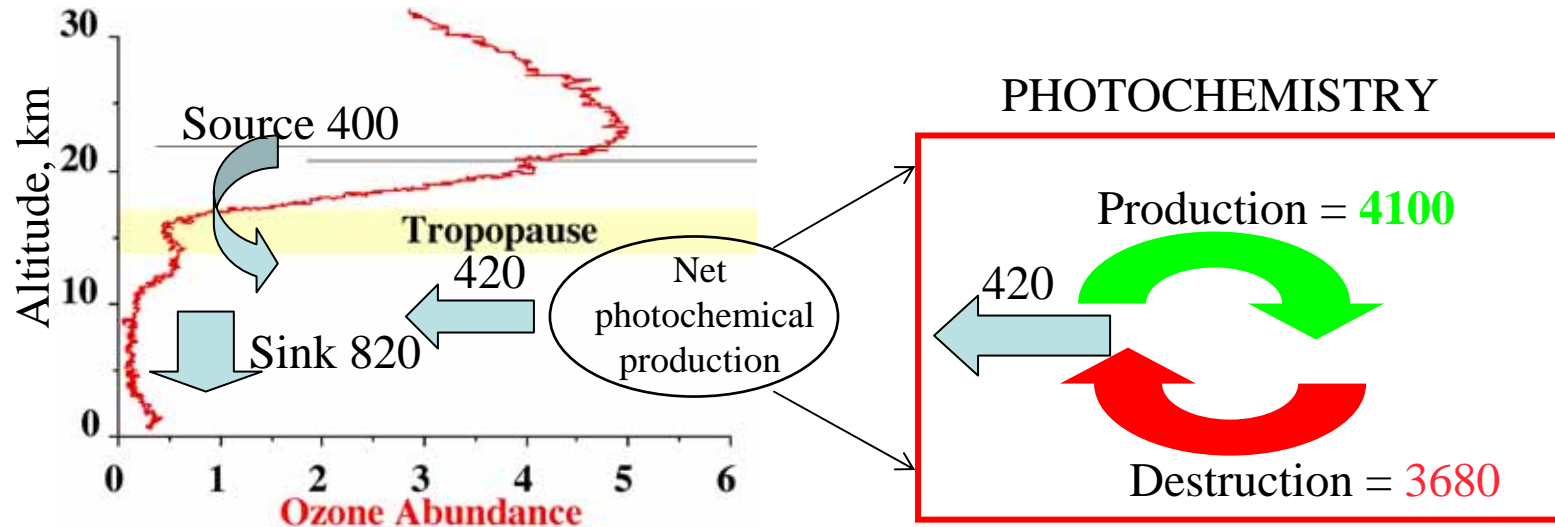 30
Source 400
20
Tropopause
420
10
Sink 820
0
Altitude, km
0 1 2 3 4 5 6
Ozone Abundance
Net
photochemical
production
PHOTOCHEMISTRY
Production = 4100
420
Destruction = 3680